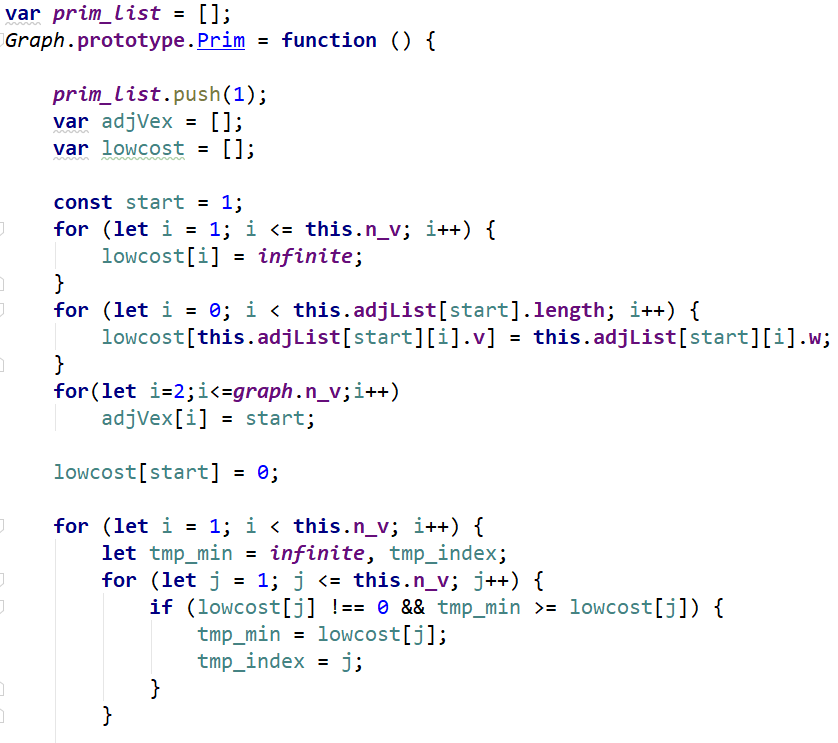 var prim_list = [];
Graph.prototype.Prim = function () {
    prim_list.push(1);
    var adjVex = [];
    var lowcost = [];
    const start = 1;
    for (let i = 1; i <= this.n_v; i++) {
        lowcost[i] = infinite;
    }
    for (let i = 0; i < this.adjList[start].length; i++) {
        lowcost[this.adjList[start][i].v] = this.adjList[start][i].w;
    }
    for(let i=2;i<=graph.n_v;i++)
        adjVex[i] = start;
    lowcost[start] = 0;
    for (let i = 1; i < this.n_v; i++) {
        let tmp_min = infinite, tmp_index;
        for (let j = 1; j <= this.n_v; j++) {
            if (lowcost[j] !== 0 && tmp_min >= lowcost[j]) {
                tmp_min = lowcost[j];
                tmp_index = j;
            }
        }